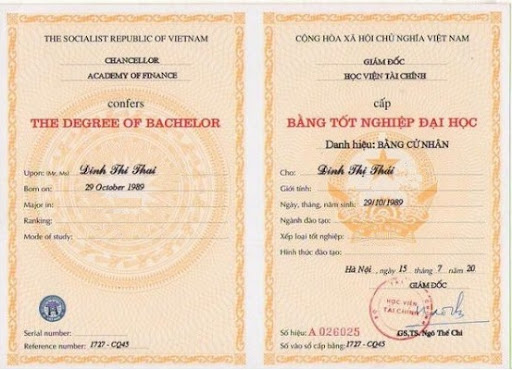 THE SOCIALIST REPUBLIC OF VIETNAM
CHANCELLOR
ACADEMY OF FINANCE
confers
THE DEGREE OF BACHELOR
Upon: (Mr, Ms) Dinh Thi Thai
Born on: 29 October 1989
Major in:
Ranking:
Mode of study:
Serial number:
Reference number: 1727 - CQ45
CỘNG HÒA XÃ HỘI CHỦ NGHĨA VIỆT NAM
GIÁM ĐỐC
HỌC VIỆN TÀI CHÍNH
cấp
BẰNG TỐT NGHIỆP ĐẠI HỌC
Danh hiệu: BẰNG CỬ NHÂN
Cho: Đinh Thị Thái
Giới tính:
Ngày, tháng, năm sinh: 29/10/1989
Ngành đào tạo:
Xếp loại tốt nghiệp:
Hình thức đào tạo:
Hà Nội , ngày 15 tháng 7 năm 20
GIÁM ĐỐC
HỌC VIỆN
TÀI CHÍNH
Số hiệu: A 026025
GS,TS. Ngô Thế Chi
Số vào sổ cấp bằng: 1727 - CQ45